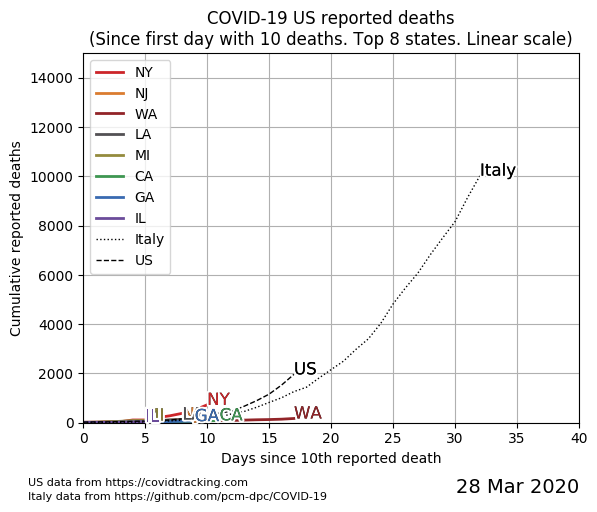 COVID-19 US reported deaths
(Since first day with 10 deaths. Top 8 states. Linear scale)
Cumulative reported deaths
14000
12000
10000
8000
6000
4000
2000
0
NY
NJ
WA
LA
MI
CA
GA
IL
Italy
US
Italy
US
NY
WA
CA
GA
0 5 10 15 20 25 30 35 40
Days since 10th reported death
US data from https://covidtracking.com
Italy data from https://github.com/pcm-dpc/COVID-19
28 Mar 2020